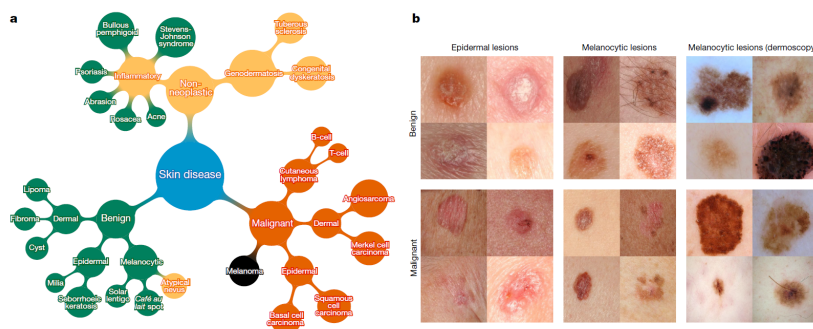 a
Bullous
pemphigoid
Stevens-
Johnson
syndrome
Tuberous
sclerosis
Psoriasis
Inflammatory
Non-
neoplastic
Genodermatosis
Congenital
dyskeratosis
Abrasion
Rosacea
Acne
Skin disease
B-cell
T-cell
Cutaneous
lymphoma
Angiosarcoma
Malignant
Dermal
Merkel cell
carcinoma
Melanoma
Epidermal
Squamous
cell
carcinoma
Basal cell
carcinoma
Lipoma
Fibroma
Dermal
Benign
Cyst
Epidermal
Melanocytic
Milia
Seborrhoeic
keratosis
Solar
lentigo
Café au
lait spot
Atypical
nevus
b
Epidermal lesions
Melanocytic lesions
Melanocytic lesions (dermoscopy
Benign
Malignant